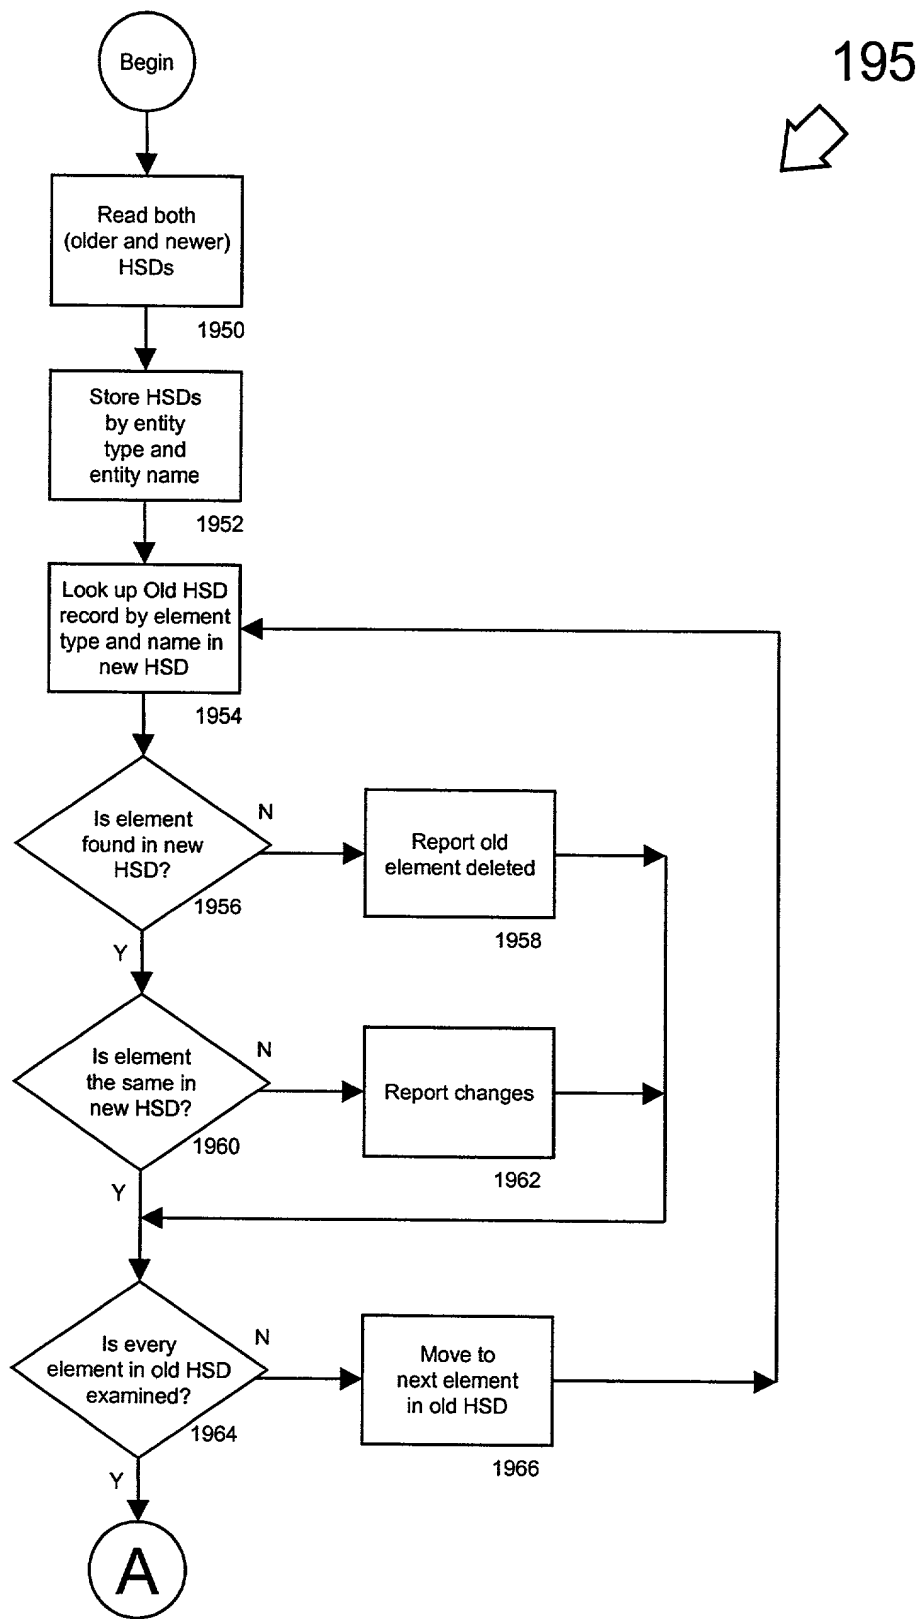 Begin
195
Read both
(older and newer)
HSDs
1950
Store HSDs
by entity
type and
entity name
1952
Look up Old HSD
record by element
type and name in
new HSD
1954
Is element
found in new
HSD?
N
1956
Y
Report old
element deleted
1958
Is element
the same in
new HSD?
N
1960
Y
Report changes
1962
Is every
element in old HSD
examined?
N
1964
Y
Move to
next element
in old HSD
1966
A